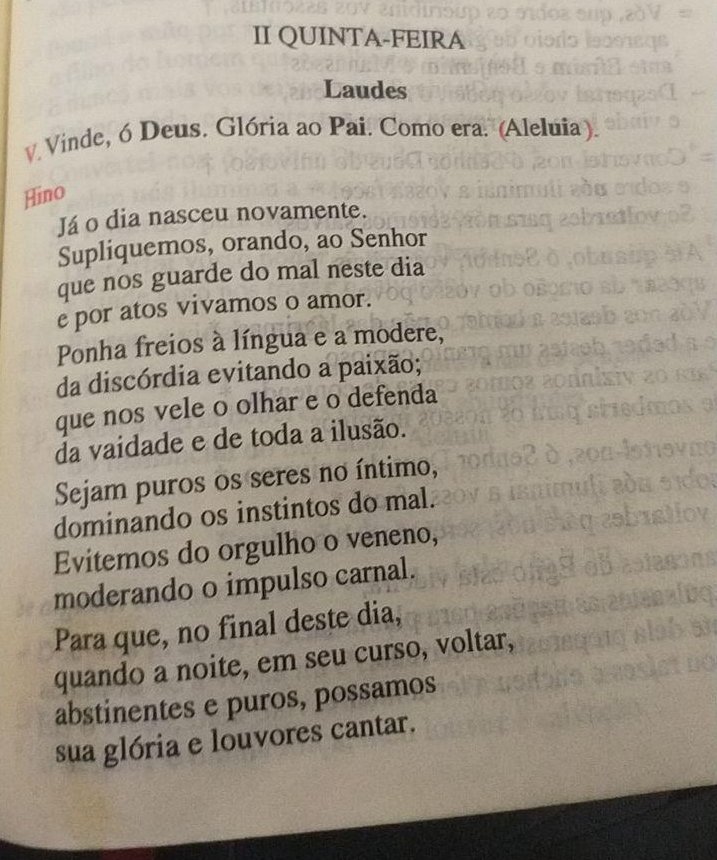 II QUINTA-FEIRA
Laudes
V. Vinde, ó Deus. Glória ao Pai. Como era. (Aleluia).
Hino
Já o dia nasceu novamente.
Supliquemos, orando, ao Senhor
que nos guarde do mal neste dia
e por atos vivamos o amor.
Ponha freios à língua e a modere,
da discórdia evitando a paixão;
que nos vele o olhar e o defenda
da vaidade e de toda a ilusão.
Sejam puros os seres no íntimo,
dominando os instintos do mal.
Evitemos do orgulho o veneno,
moderando o impulso carnal.
Para que, no final deste dia,
quando a noite, em seu curso, voltar,
abstinentes e puros, possamos
sua glória e louvores cantar.